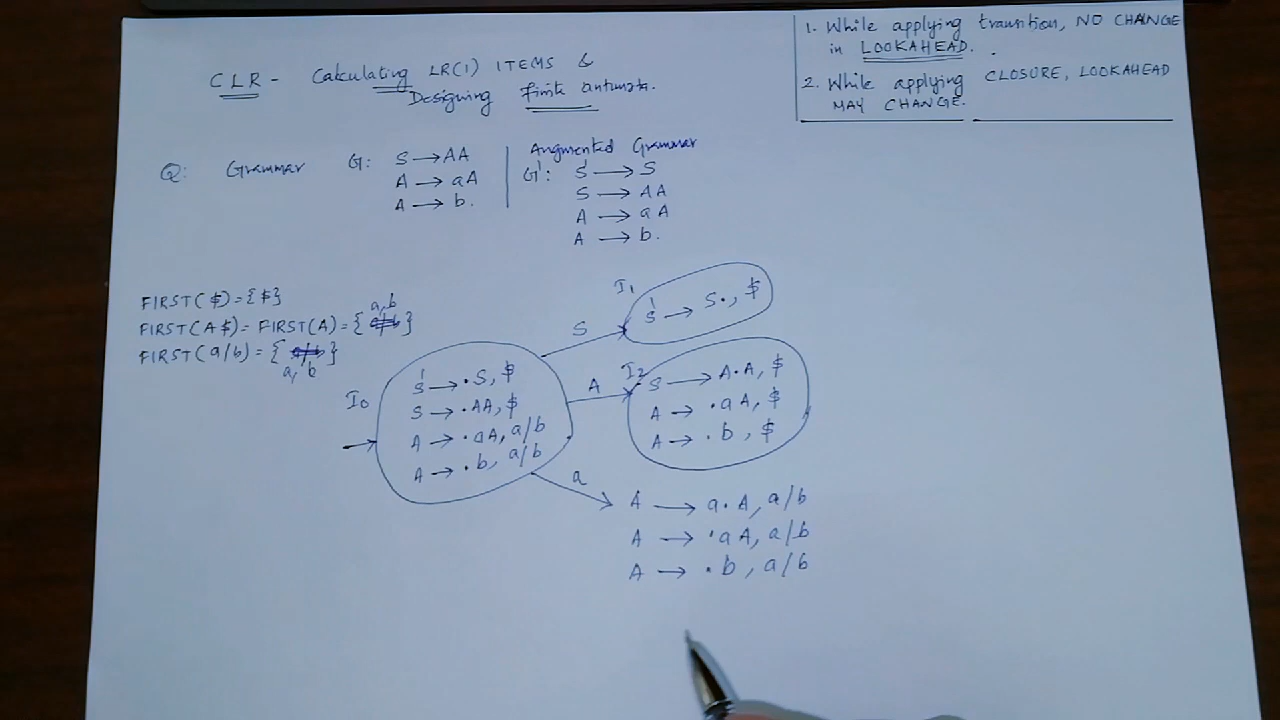 CLR - Calculating LR(1) ITEMS &
Designing finite automata.
1. While applying transition, NO CHANGE
in LOOKAHEAD.
2. While applying CLOSURE, LOOKAHEAD
MAY CHANGE.
Q: Grammar G: S → AA
A → aA
A → b.
Augmented Grammar
G': S' → S
S → AA
A → aA
A → b.
FIRST($) = {$}
a, b
FIRST(A$) = FIRST(A) = { a/b }
FIRST(a/b) = { a/b }
a, b
I0
S' → ·S, $
S → ·AA, $
A → ·aA, a/b
A → ·b, a/b
S
I1
S' → S·, $
A
I2
S → A·A, $
A → ·aA, $
A → ·b, $
a
A → a·A, a/b
A → ·aA, a/b
A → ·b, a/b